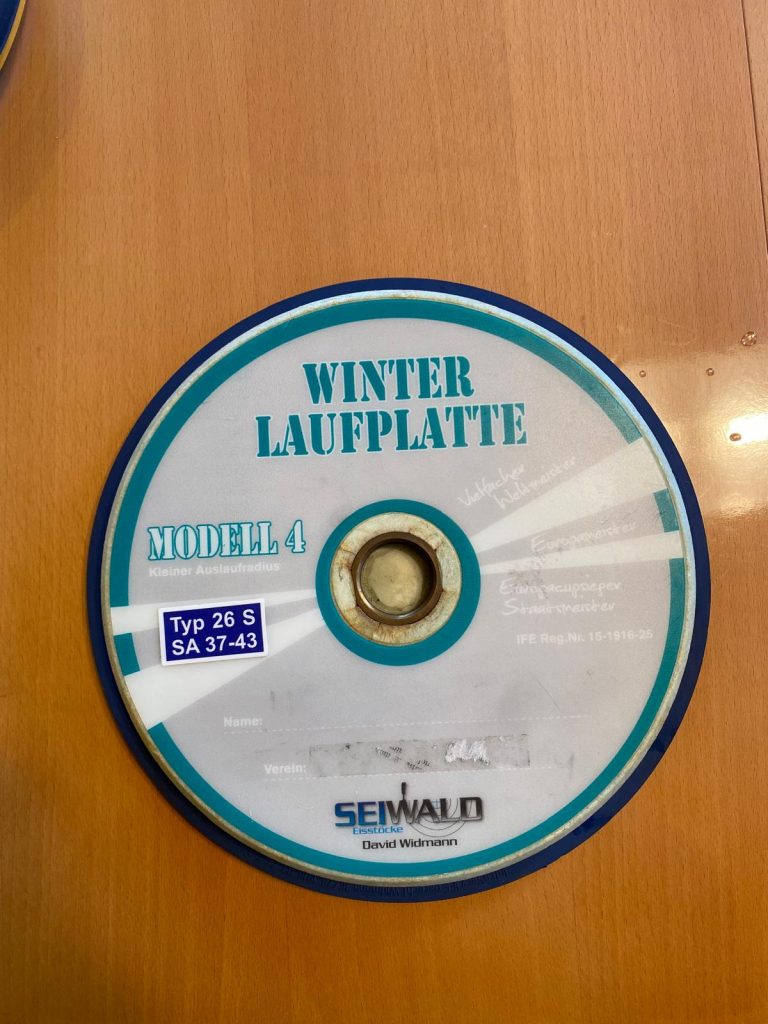 WINTER
LAUFPLATTE
Vielfacher
Weltmeister
MODELL 4
Kleiner Auslaufradius
Europameister
Europacupsieger
Staatsmeister
Typ 26 S
SA 37-43
IFE Reg.Nr. 15-1916-25
Name:
Verein:
SEIWALD
Eisstöcke
David Widmann